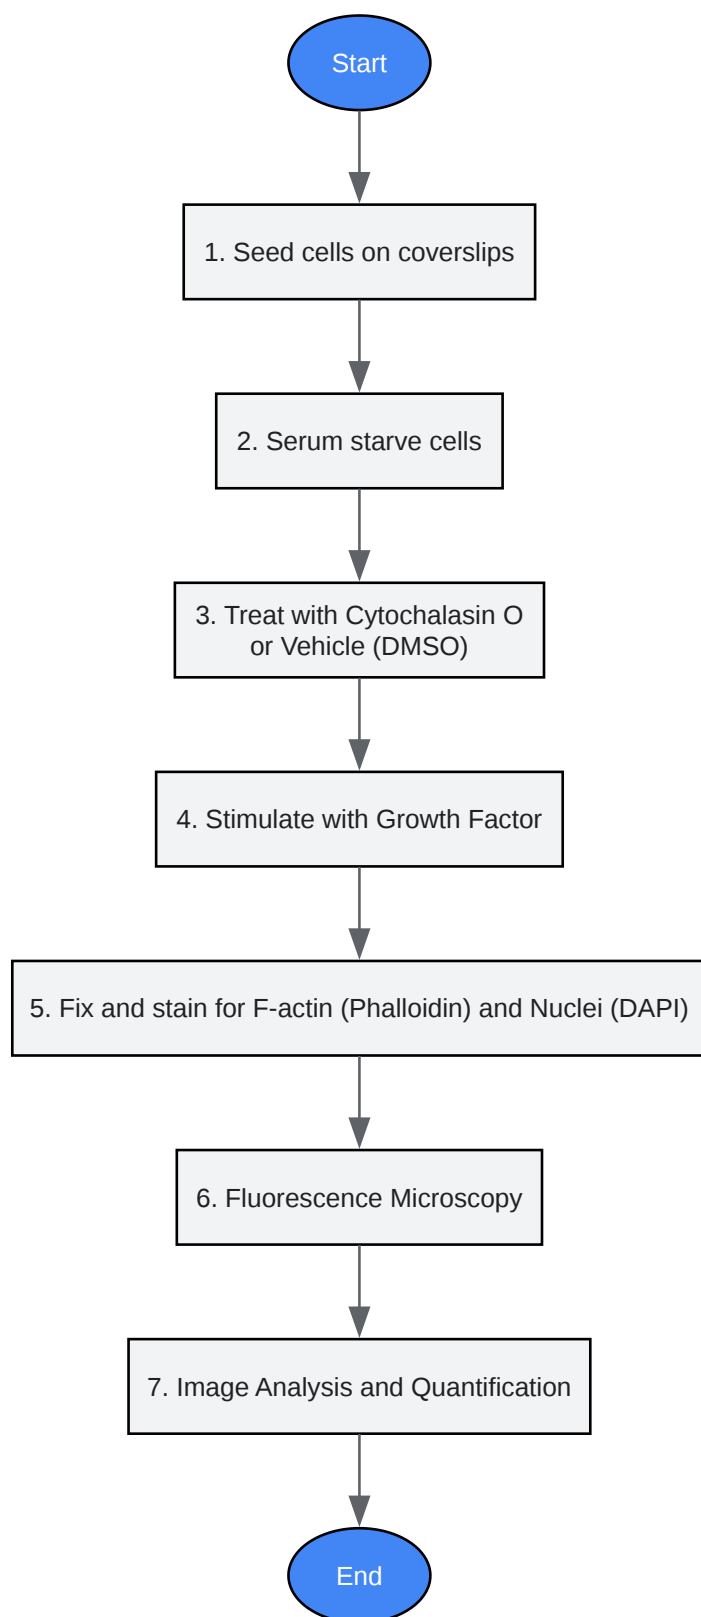 Start
1. Seed cells on coverslips
2. Serum starve cells
3. Treat with Cytochalasin O
or Vehicle (DMSO)
4. Stimulate with Growth Factor
5. Fix and stain for F-actin (Phalloidin) and Nuclei (DAPI)
6. Fluorescence Microscopy
7. Image Analysis and Quantification
End